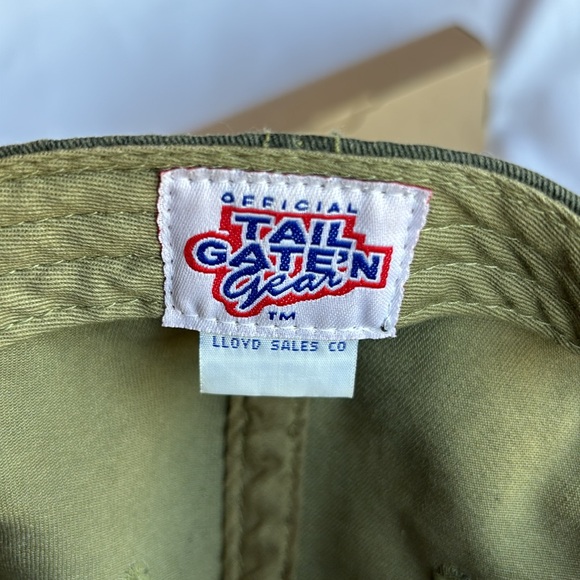 OFFICIAL
TAIL
GATE'N
Gear
TM
LLOYD SALES CO